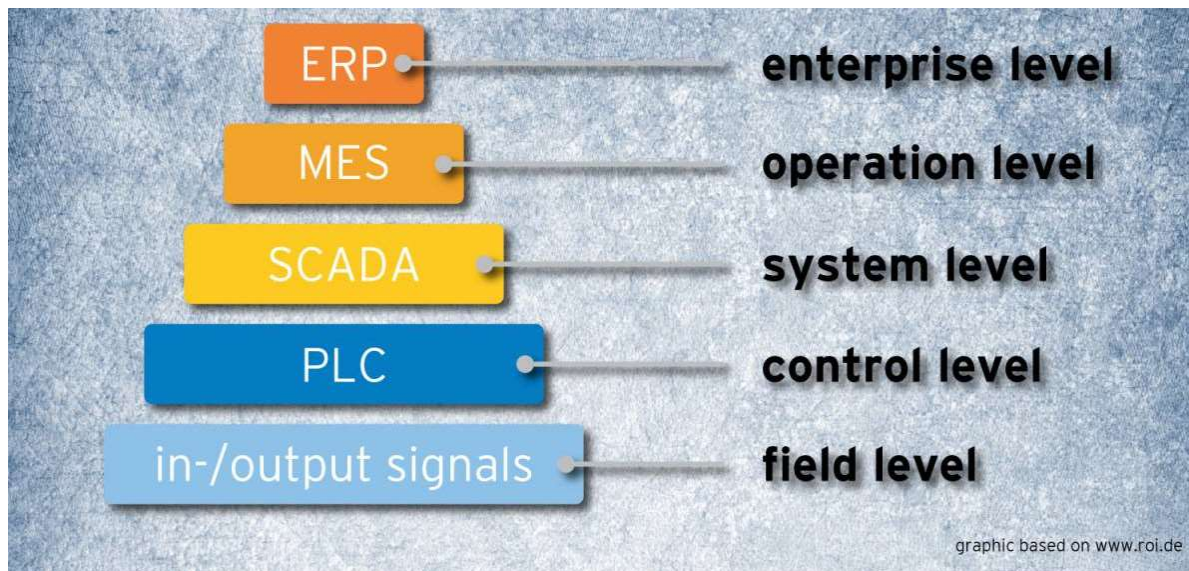 ERP enterprise level
MES operation level
SCADA system level
PLC control level
in-/output signals field level
graphic based on www.roi.de